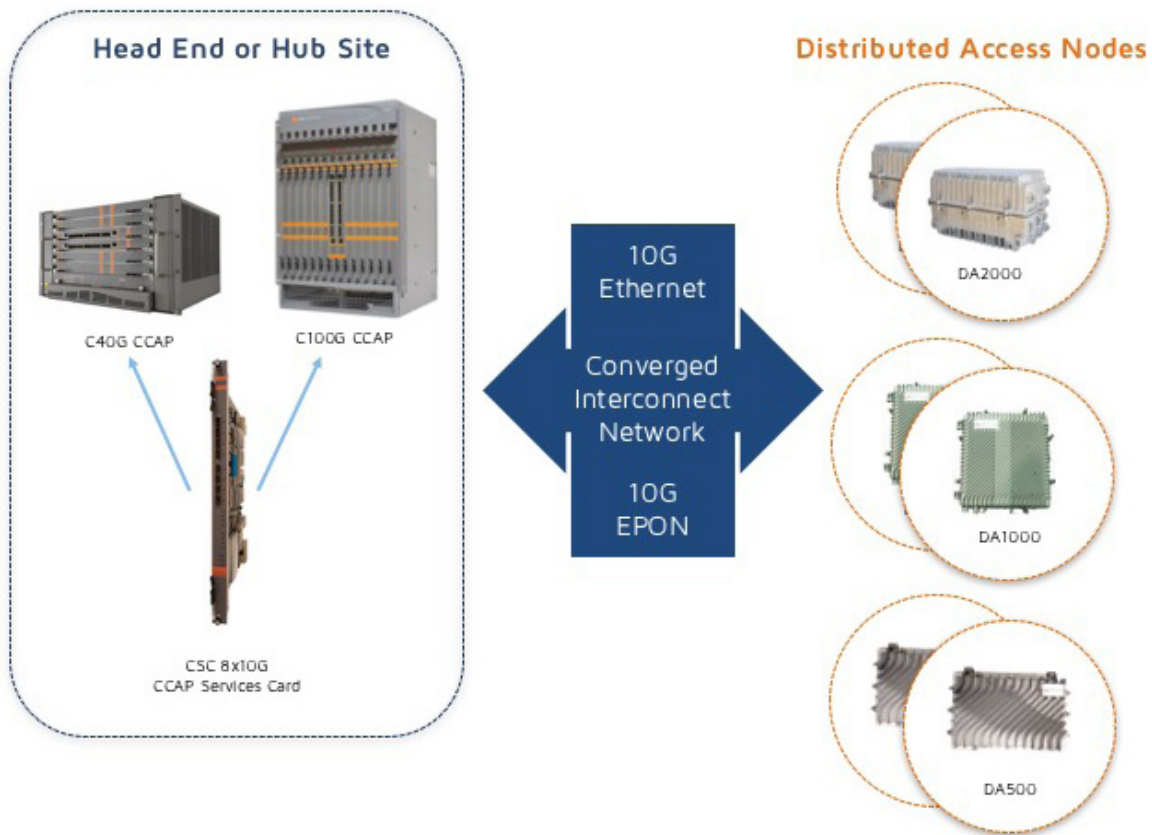 Head End or Hub Site
C40G CCAP
C100G CCAP
CSC 8x10G
CCAP Services Card
10G
Ethernet
Converged
Interconnect
Network
10G
EPON
Distributed Access Nodes
DA2000
DA1000
DA500